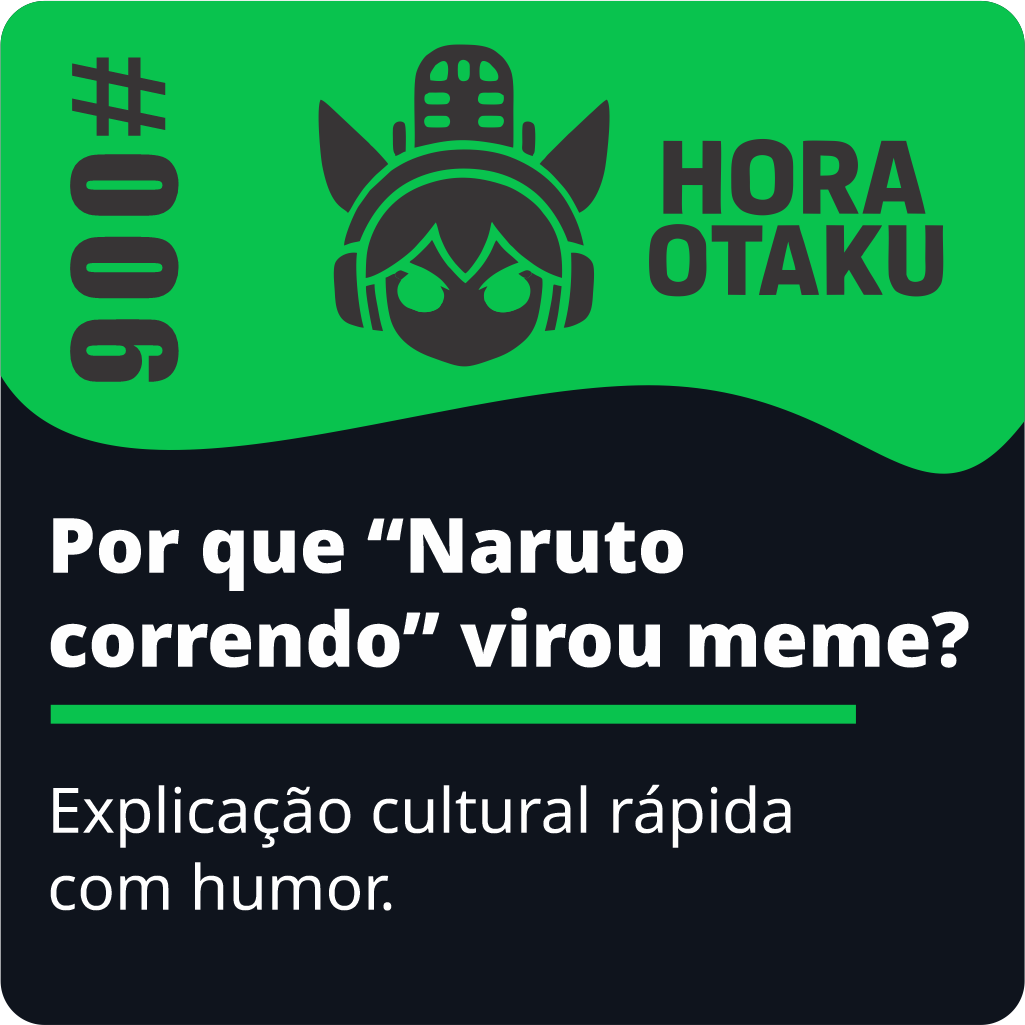 #006
HORA
OTAKU
Por que “Naruto
correndo” virou meme?
Explicação cultural rápida
com humor.